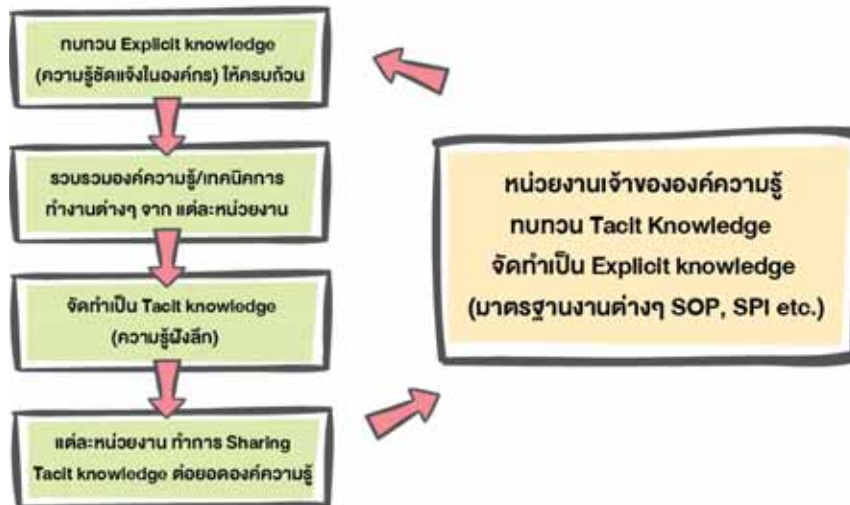 ทบทวน Explicit knowledge
(ความรู้ชัดแจ้งในองค์กร) ให้ครบถ้วน
รวบรวมองค์ความรู้/เทคนิคการ
ทำงานต่างๆ จาก แต่ละหน่วยงาน
จัดทำเป็น Tacit knowledge
(ความรู้ฝังลึก)
แต่ละหน่วยงาน ทำการ Sharing
Tacit knowledge ต่อยอดองค์ความรู้
หน่วยงานเจ้าขององค์ความรู้
ทบทวน Tacit Knowledge
จัดทำเป็น Explicit knowledge
(มาตรฐานงานต่างๆ SOP, SPI etc.)